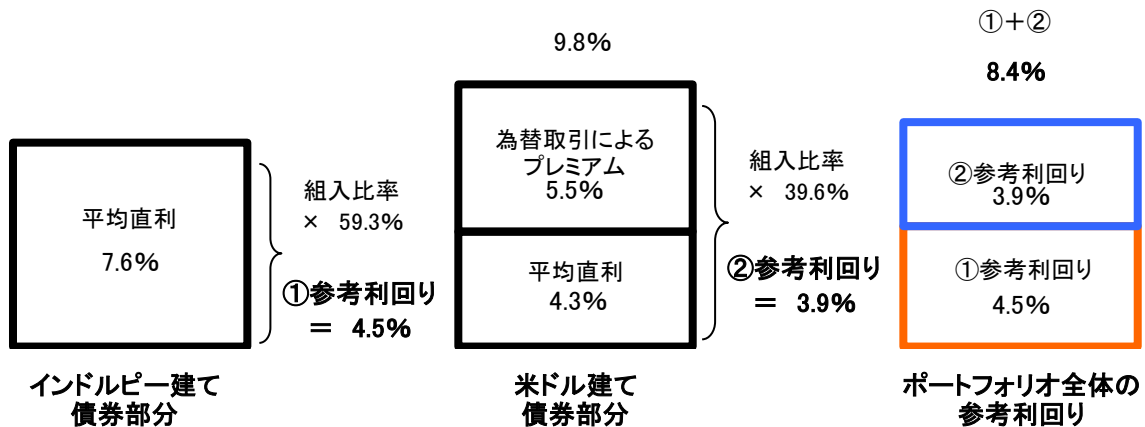 平均直利
7.6%
組入比率
× 59.3%
①参考利回り
＝ 4.5%
インドルピー建て
債券部分
9.8%
為替取引による
プレミアム
5.5%
平均直利
4.3%
組入比率
× 39.6%
②参考利回り
＝ 3.9%
米ドル建て
債券部分
①＋②
8.4%
②参考利回り
3.9%
①参考利回り
4.5%
ポートフォリオ全体の
参考利回り